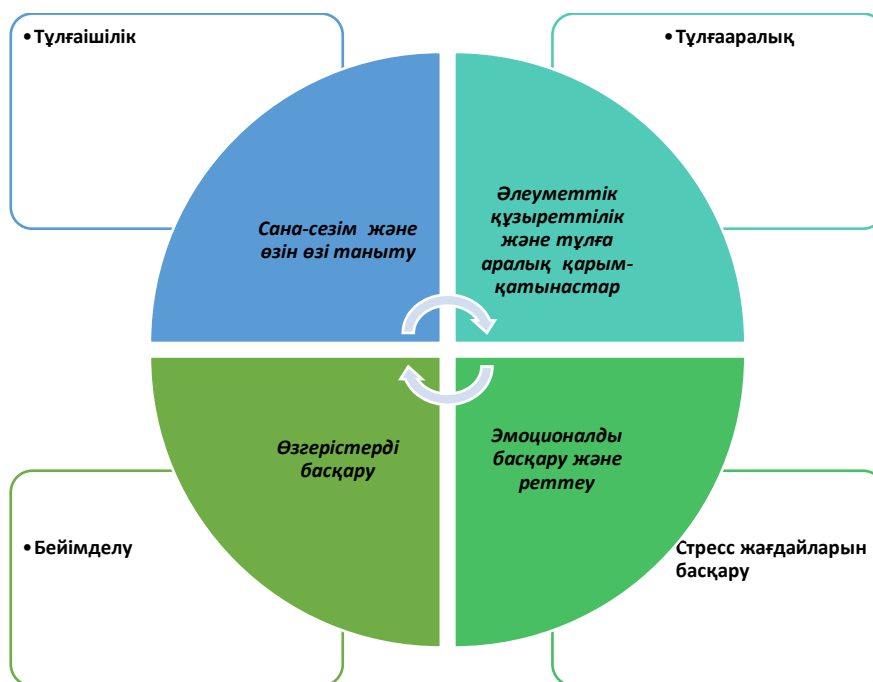 •Тұлғаішілік
•Тұлғааралық
Сана-сезім және
өзін өзі таныту
Әлеуметтік
құзыреттілік
және тұлға
аралық қарым-
қатынастар
Өзгерістерді
басқару
Эмоционалды
басқару және
реттеу
•Бейімделу
Стресс жағдайларын
басқару